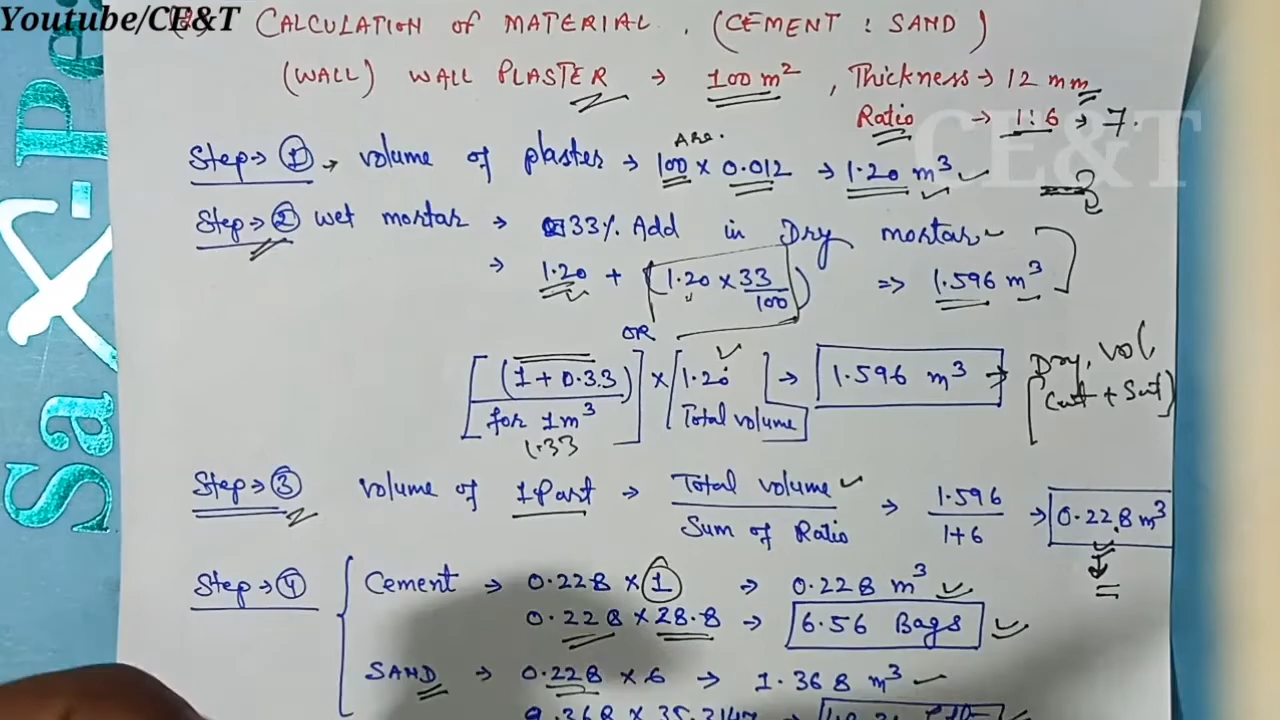 Youtube/CE&T
CALCULATION of MATERIAL. (CEMENT : SAND)
(WALL) WALL PLASTER → 100 m², Thickness → 12 mm
Ratio → 1:6 → 7.
CE&T
Step → ① → volume of plaster → 100 × 0.012 → 1.20 m³
Are.
Step → ② wet mortar → 33% Add in Dry mortar
→ 1.20 + (1.20 × 33/100) => 1.596 m³
OR
[(1+0.33)/for 1m³] × [1.20 Total volume] → 1.596 m³ → Dry, vol
1.33
Step → ③ volume of 1 Part → Total volume/Sum of Ratio → 1.596/1+6 → 0.228 m³
Step → ④ Cement → 0.228 × 1 → 0.228 m³
0.228 × 28.8 → 6.56 Bags
SAND → 0.228 × 6 → 1.368 m³
Sa X-Pe